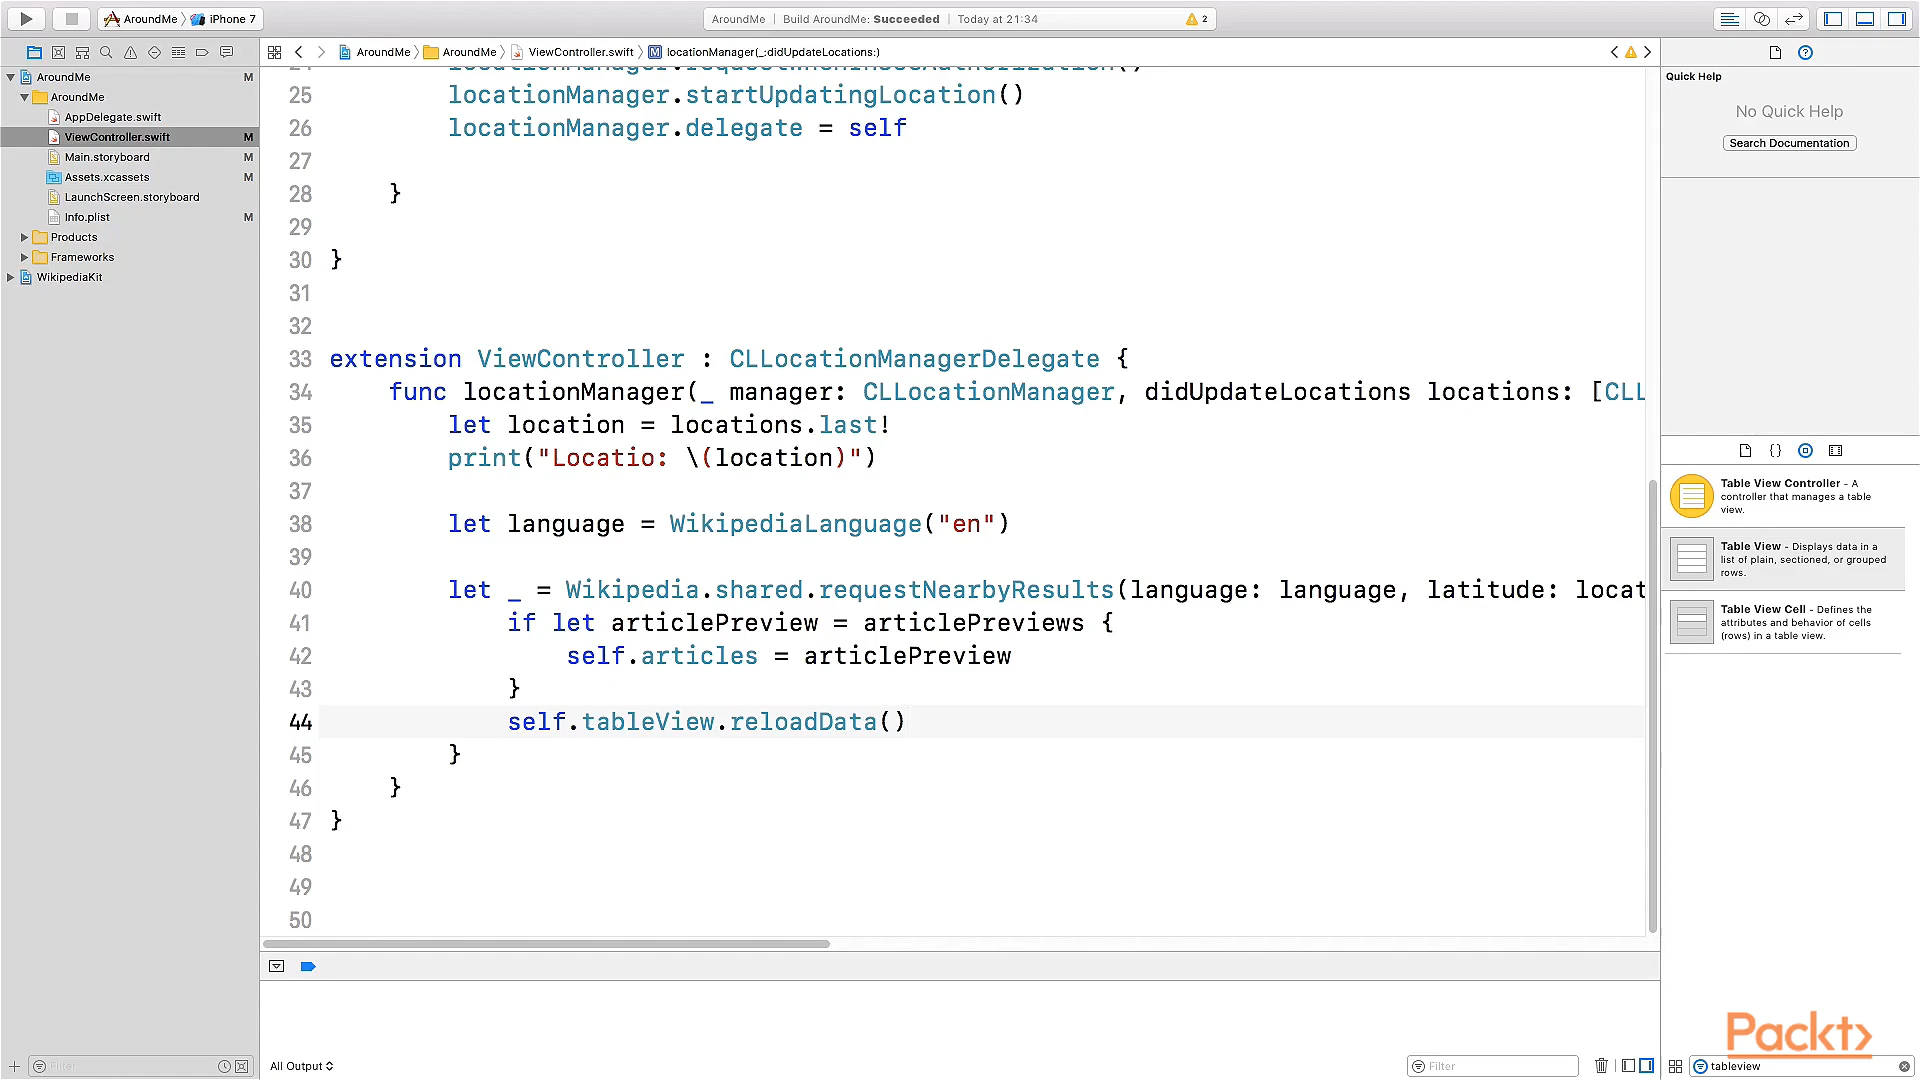 AroundMe iPhone 7
AroundMe Build AroundMe: Succeeded Today at 21:34 2
AroundMe AroundMe ViewController.swift M locationManager(_:didUpdateLocations:)
AroundMe M
AroundMe
AppDelegate.swift
ViewController.swift M
Main.storyboard M
Assets.xcassets M
LaunchScreen.storyboard
Info.plist M
Products
Frameworks
WikipediaKit
25 locationManager.startUpdatingLocation()
26 locationManager.delegate = self
27
28 }
29
30 }
31
32
33 extension ViewController : CLLocationManagerDelegate {
34 func locationManager(_ manager: CLLocationManager, didUpdateLocations locations: [CLL
35 let location = locations.last!
36 print("Locatio: \(location)")
37
38 let language = WikipediaLanguage("en")
39
40 let _ = Wikipedia.shared.requestNearbyResults(language: language, latitude: locat
41 if let articlePreview = articlePreviews {
42 self.articles = articlePreview
43 }
44 self.tableView.reloadData()
45 }
46 }
47 }
48
49
50
Quick Help
No Quick Help
Search Documentation
{}
Table View Controller - A
controller that manages a table
view.
Table View - Displays data in a
list of plain, sectioned, or grouped
rows.
Table View Cell - Defines the
attributes and behavior of cells
(rows) in a table view.
Packt>
Filter
All Output
Filter
tableview